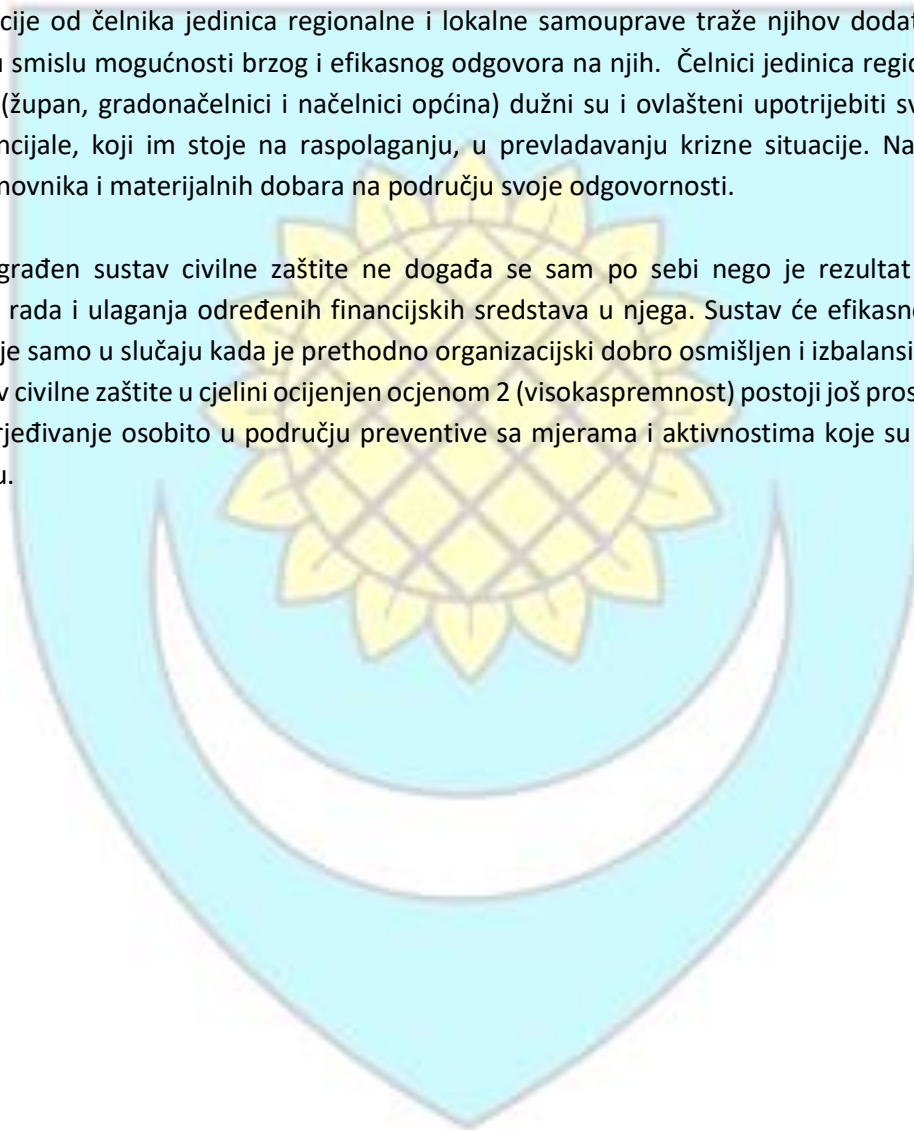 cije od čelnika jedinica regionalne i lokalne samouprave traže njihov dodat
smislu mogućnosti brzog i efikasnog odgovora na njih. Čelnici jedinica regio
(župan, gradonačelnici i načelnici općina) dužni su i ovlašteni upotrijebiti sv
ncijale, koji im stoje na raspolaganju, u prevladavanju krizne situacije. Na
novnika i materijalnih dobara na području svoje odgovornosti.
građen sustav civilne zaštite ne događa se sam po sebi nego je rezultat
rada i ulaganja određenih financijskih sredstava u njega. Sustav će efikasn
je samo u slučaju kada je prethodno organizacijski dobro osmišljen i izbalansi
v civilne zaštite u cjelini ocijenjen ocjenom 2 (visokaspremnost) postoji još pros
rjeđivanje osobito u području preventive sa mjerama i aktivnostima koje su
u.